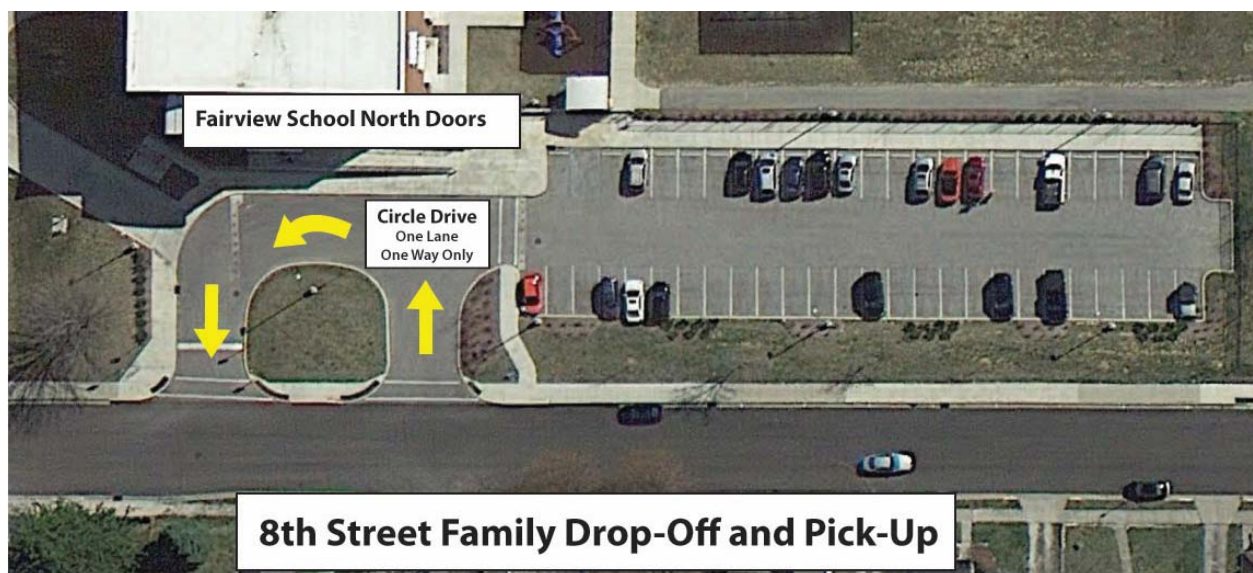 Fairview School North Doors
Circle Drive
One Lane
One Way Only
8th Street Family Drop-Off and Pick-Up